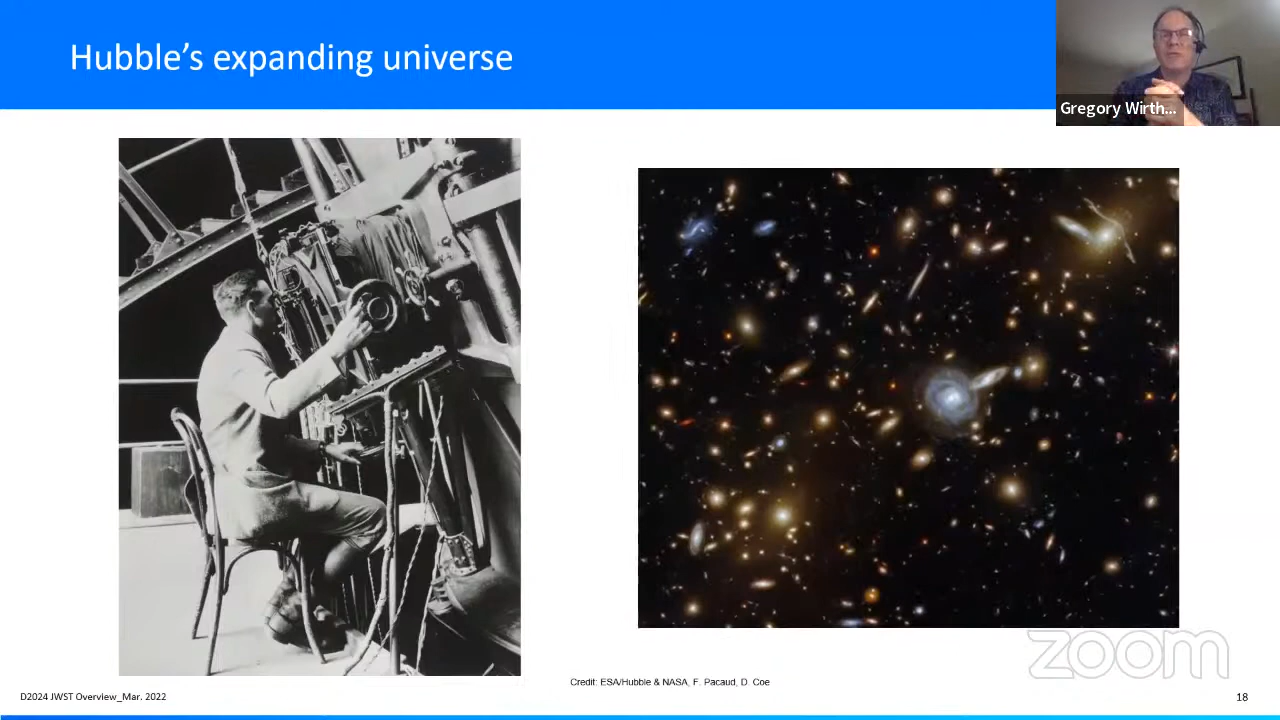 Hubble's expanding universe
Gregory Wirth...
zoom
Credit: ESA/Hubble & NASA, F. Pacaud, D. Coe
D2024 JWST Overview_Mar. 2022
18